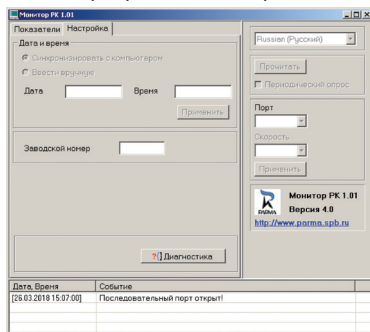 Монитор РК 1.01
Показатели Настройка
Дата и время
Синхронизировать с компьютером
Ввести вручную
Дата Время
Применить
Заводской номер
?() Диагностика
Russian (Русский)
Прочитать
Периодический опрос
Порт
Скорость
Применить
PARMA
Монитор РК 1.01
Версия 4.0
http://www.parma.spb.ru
Дата, Время Событие
[26.03.2018 15:07:00] Последовательный порт открыт!